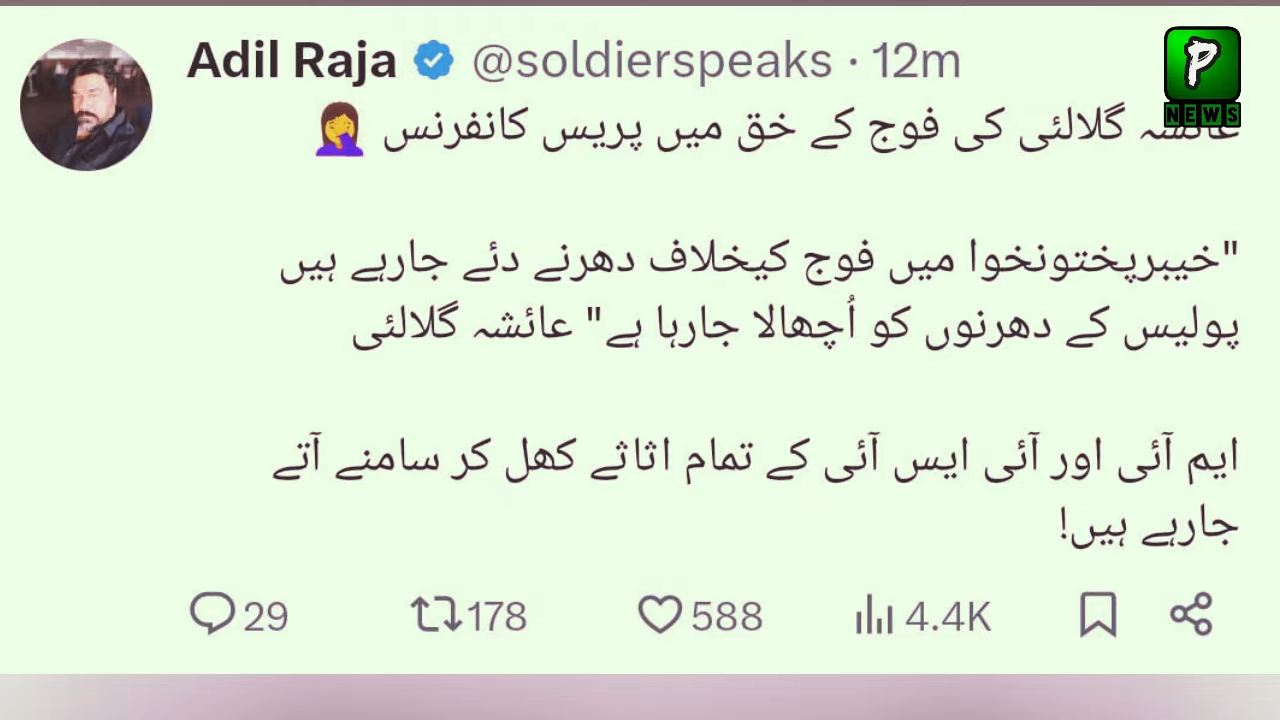 Adil Raja @soldierspeaks · 12m
P
NEWS
عائشہ گلالئی کی فوج کے خق میں پریس کانفرنس 🤦‍♀️
"خیبرپختونخوا میں فوج کیخلاف دھرنے دئے جارہے ہیں
پولیس کے دھرنوں کو اُچھالا جارہا ہے" عائشہ گلالئی
ایم آئی اور آئی ایس آئی کے تمام اثاثے کھل کر سامنے آتے
جارہے ہیں!
29 178 588 4.4K